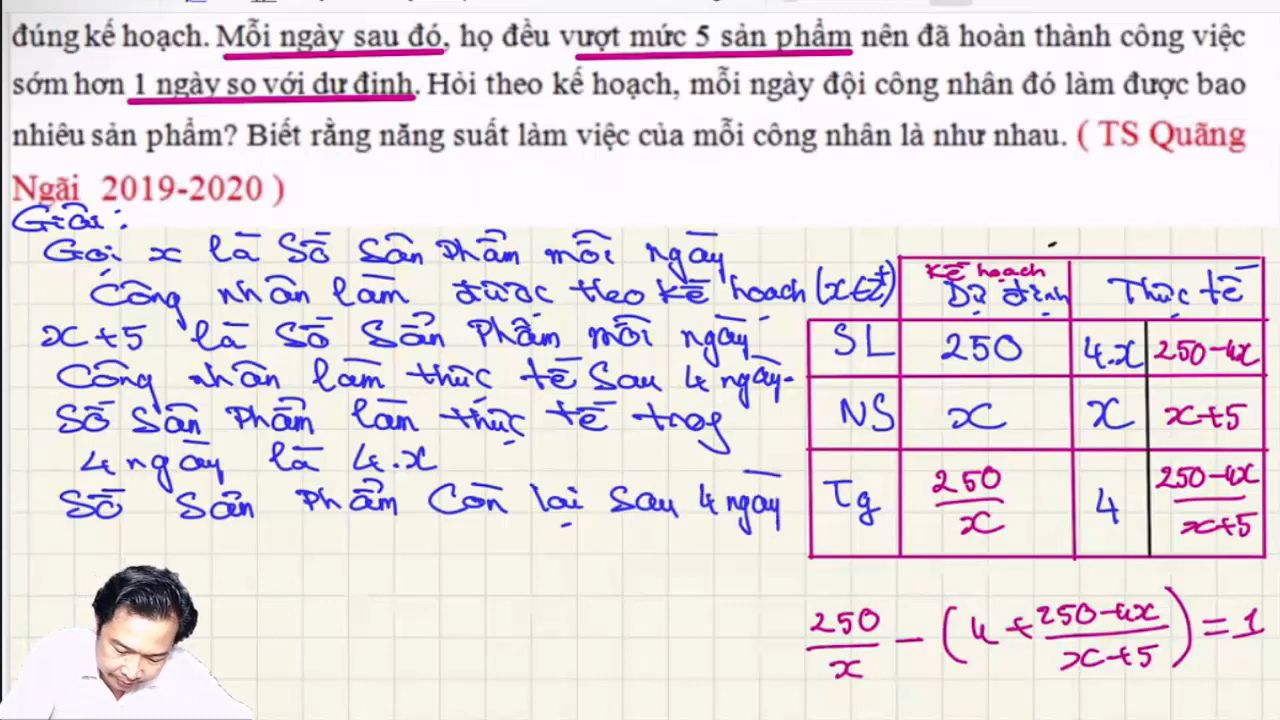 đúng kế hoạch. Mỗi ngày sau đó, họ đều vượt mức 5 sản phẩm nên đã hoàn thành công việc
sớm hơn 1 ngày so với dự định. Hỏi theo kế hoạch, mỗi ngày đội công nhân đó làm được bao
nhiêu sản phẩm? Biết rằng năng suất làm việc của mỗi công nhân là như nhau. ( TS Quãng
Ngãi 2019-2020 )
Giải:
Gọi x là số sản phẩm mỗi ngày
công nhân làm được theo kế hoạch (x∈Z⁺)
x+5 là số sản phẩm mỗi ngày
công nhân làm thực tế sau 4 ngày.
Số sản phẩm làm thực tế trog
4 ngày là 4.x
Số sản phẩm còn lại sau 4 ngày
Kế hoạch
Dự định Thực tế
SL 250 4.x 250-4x
NS x x x+5
Tg 250/x 4 (250-4x)/(x+5)
250/x - (4 + (250-4x)/(x+5)) = 1